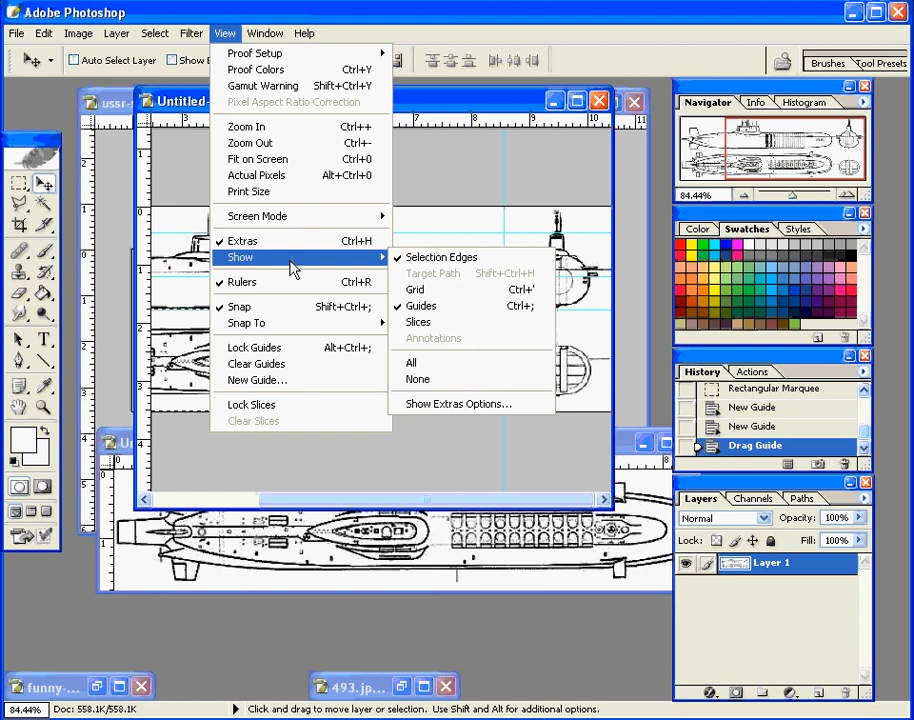 Adobe Photoshop
File Edit Image Layer Select Filter View Window Help
Auto Select Layer
Brushes Tool Presets
Proof Setup
Proof Colors Ctrl+Y
Gamut Warning Shift+Ctrl+Y
Pixel Aspect Ratio Correction
Zoom In Ctrl++
Zoom Out Ctrl+-
Fit on Screen Ctrl+0
Actual Pixels Alt+Ctrl+0
Print Size
Screen Mode
Extras Ctrl+H
Show
Rulers Ctrl+R
Snap Shift+Ctrl+;
Snap To
Lock Guides Alt+Ctrl+;
Clear Guides
New Guide...
Lock Slices
Clear Slices
Selection Edges
Target Path Shift+Ctrl+H
Grid Ctrl+'
Guides Ctrl+;
Slices
Annotations
All
None
Show Extras Options...
Untitled-
3 7 8 9 10 11
Navigator Info Histogram
84.44%
Color Swatches Styles
History Actions
Rectangular Marquee
New Guide
New Guide
Drag Guide
Layers Channels Paths
Normal Opacity: 100%
Lock: Fill: 100%
Layer 1
funny-...
493.jp...
84.44% Doc: 558.1K/558.1K Click and drag to move layer or selection. Use Shift and Alt for additional options.